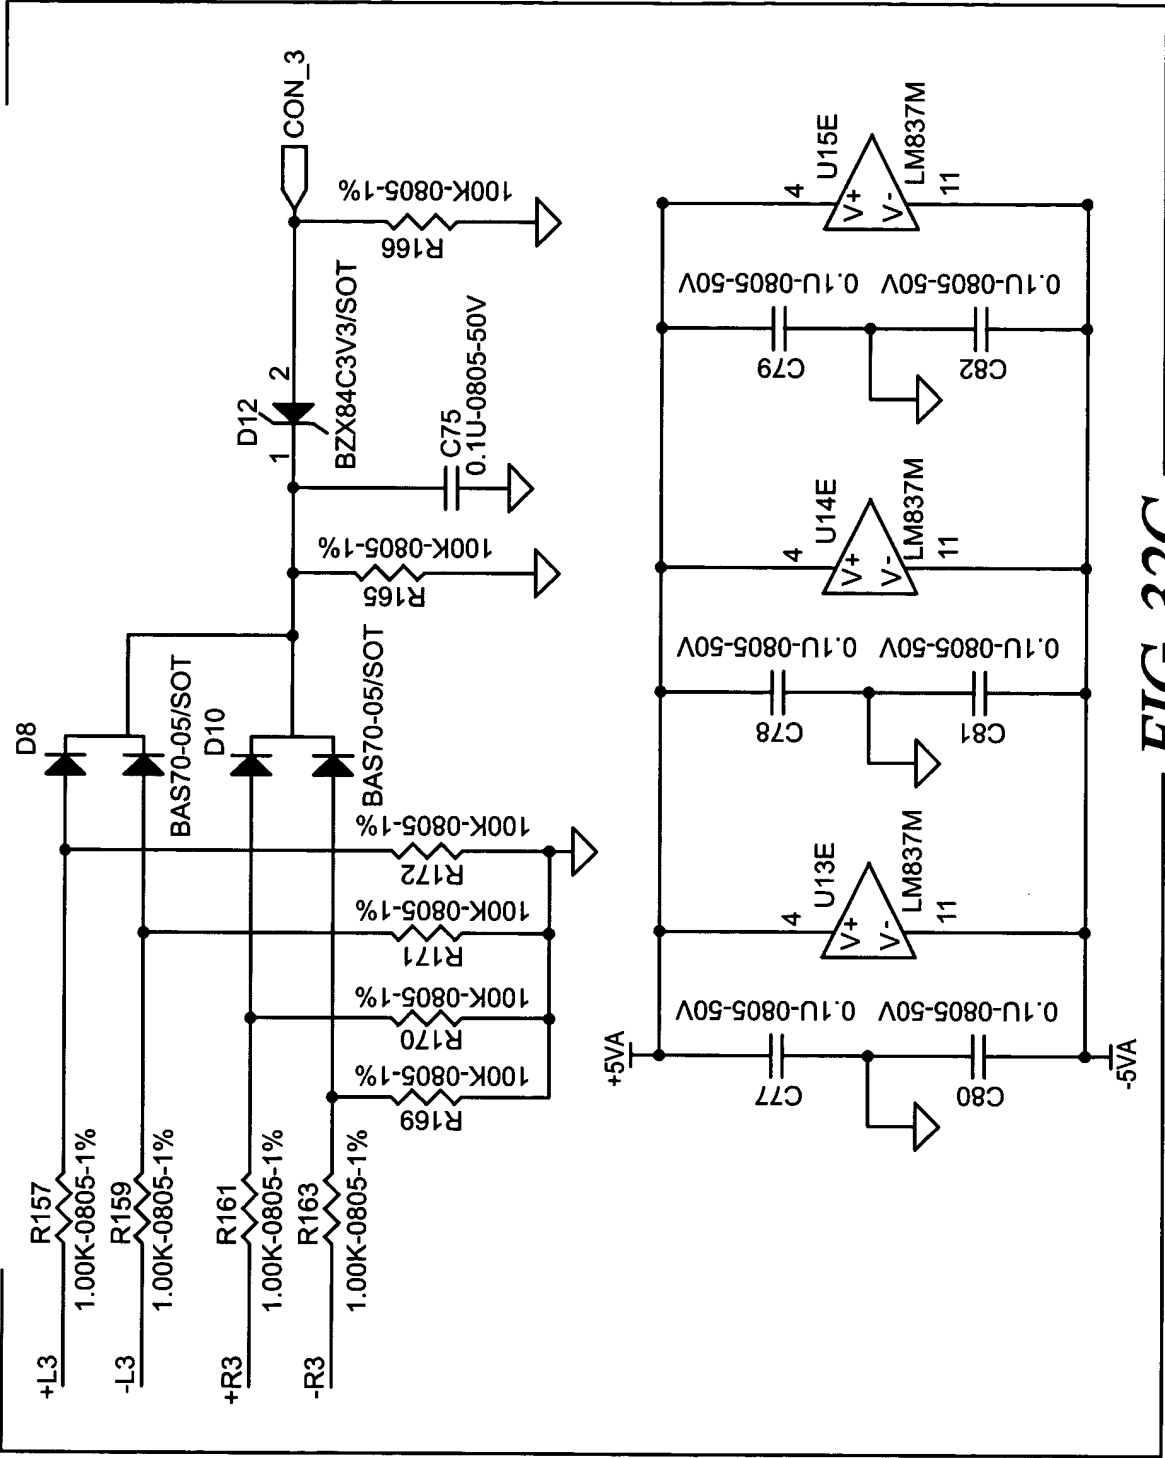 +L3
R157
1.00K-0805-1%
-L3
R159
1.00K-0805-1%
+R3
R161
1.00K-0805-1%
-R3
R163
1.00K-0805-1%
R169
100K-0805-1%
R170
100K-0805-1%
R171
100K-0805-1%
R172
100K-0805-1%
D8
BAS70-05/SOT
D10
BAS70-05/SOT
R165
100K-0805-1%
C75
0.1U-0805-50V
D12
1
2
BZX84C3V3/SOT
R166
100K-0805-1%
CON_3
+5VA
-5VA
C77
0.1U-0805-50V
C80
0.1U-0805-50V
4
U13E
V+
V-
LM837M
11
C78
0.1U-0805-50V
C81
0.1U-0805-50V
4
U14E
V+
V-
LM837M
11
C79
0.1U-0805-50V
C82
0.1U-0805-50V
4
U15E
V+
V-
LM837M
11
FIG. 32C